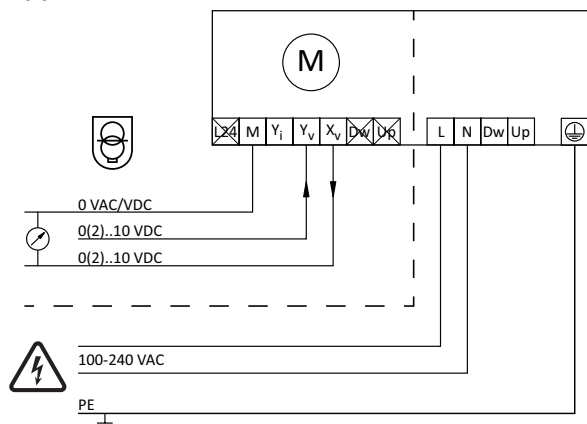 M
L24 M Yi Yv Xv Dw Up L N Dw Up
0 VAC/VDC
0(2)..10 VDC
0(2)..10 VDC
100-240 VAC
PE